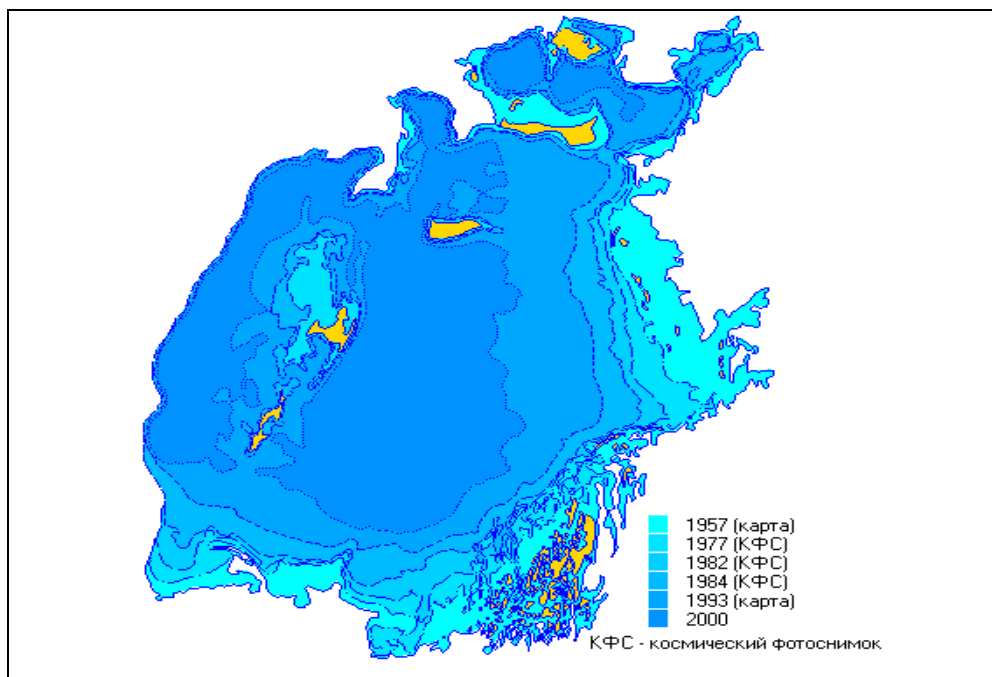 1957 (карта)
1977 (КФС)
1982 (КФС)
1984 (КФС)
1993 (карта)
2000
КФС - космический фотоснимок